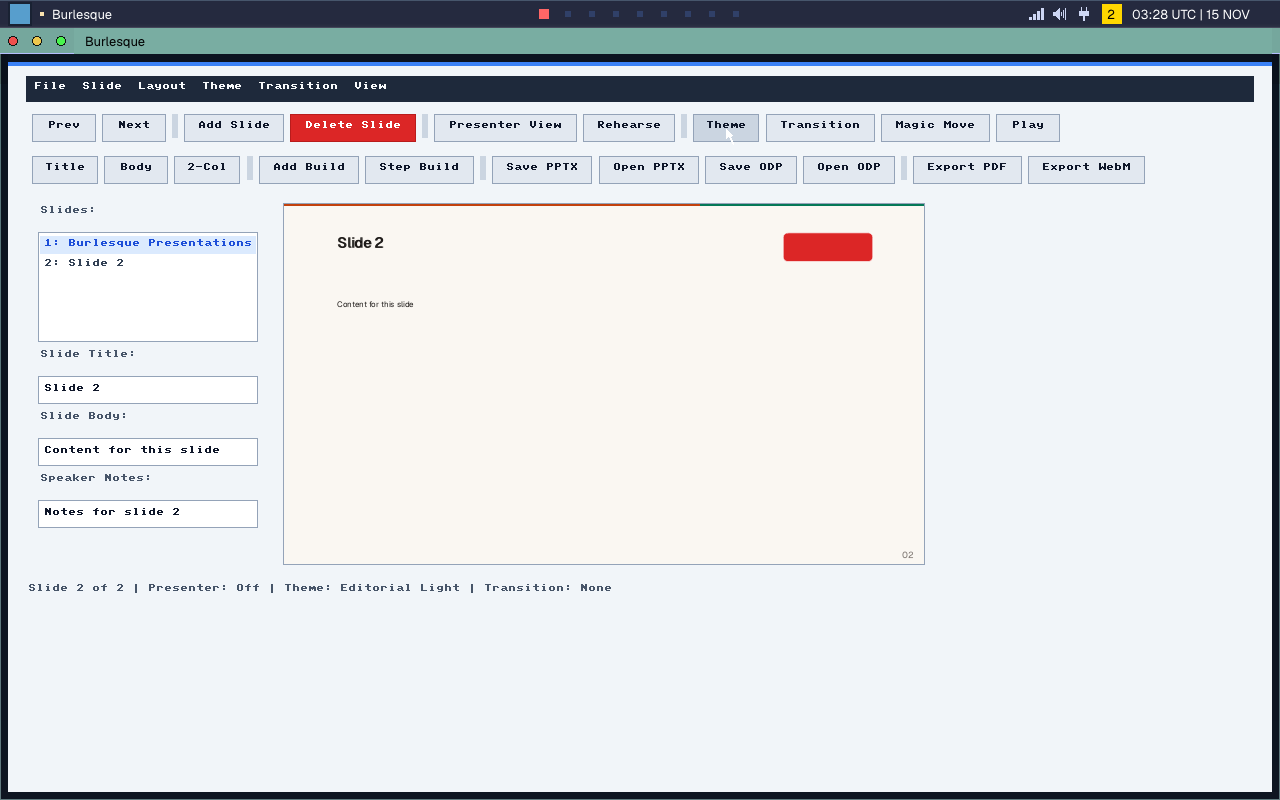 Burlesque
2
03:28 UTC | 15 NOV
Burlesque
File Slide Layout Theme Transition View
Prev Next Add Slide Delete Slide Presenter View Rehearse Theme Transition Magic Move Play
Title Body 2-Col Add Build Step Build Save PPTX Open PPTX Save ODP Open ODP Export PDF Export WebM
Slides:
1: Burlesque Presentations
2: Slide 2
Slide Title:
Slide 2
Slide Body:
Content for this slide
Speaker Notes:
Notes for slide 2
Slide 2
Content for this slide
02
Slide 2 of 2 | Presenter: Off | Theme: Editorial Light | Transition: None